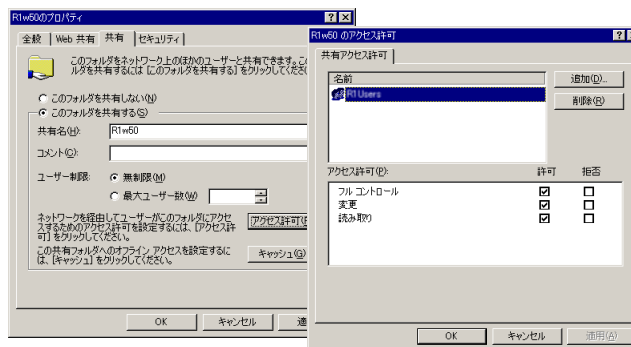 R1w50のプロパティ
全般
Web 共有
共有
セキュリティ
このフォルダをネットワーク上のほかのユーザーと共有できます。こ
ルダを共有するには [このフォルダを共有する] をクリックしてくださ
このフォルダを共有しない(N)
このフォルダを共有する(S)
共有名(H):
R1w50
コメント(C):
ユーザー制限:
無制限(M)
最大ユーザー数(W)
ネットワークを経由してユーザーがこのフォルダにアクセ
スするためのアクセス許可を設定するには、[アクセス許
可] をクリックしてください。
アクセス許可(P
この共有フォルダへのオフライン アクセスを設定するに
は、[キャッシュ] をクリックしてください。
キャッシュ(G)
OK
キャンセル
適
R1w50 のアクセス許可
共有アクセス許可
名前
R1Users
追加(D)...
削除(R)
アクセス許可(P):
許可
拒否
フル コントロール
変更
読み取り
OK
キャンセル
適用(A)